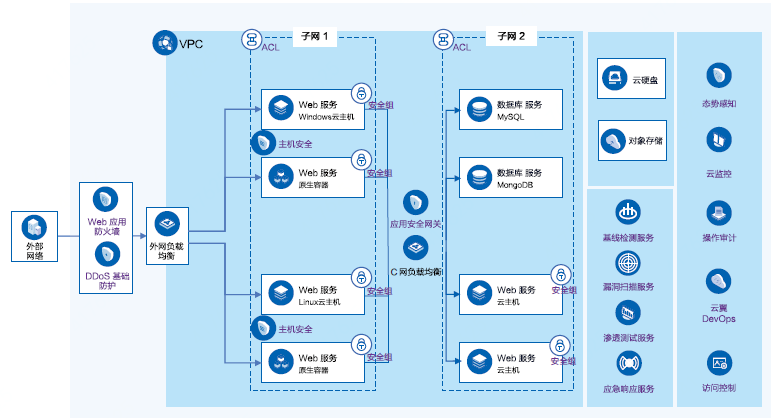 VPC
子网 1
ACL
子网 2
ACL
Web 服务
Windows云主机
安全组
主机安全
Web 服务
原生容器
安全组
Web 服务
Linux云主机
安全组
主机安全
Web 服务
原生容器
安全组
外部
网络
Web 应用
防火墙
DDoS 基础
防护
外网负载
均衡
应用安全网关
C 网负载均衡
数据库 服务
MySQL
数据库 服务
MongoDB
Web 服务
云主机
安全组
Web 服务
云主机
安全组
云硬盘
对象存储
基线检测服务
漏洞扫描服务
渗透测试服务
应急响应服务
态势感知
云监控
操作审计
云翼
DevOps
访问控制